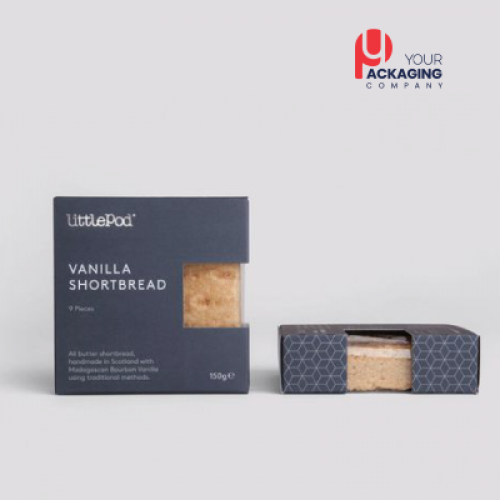 YOUR
PACKAGING
COMPANY
LittlePod
VANILLA
SHORTBREAD
9 Pieces
All butter shortbread,
handmade in Scotland with
Madagascan Bourbon Vanilla
using traditional methods.
150g e